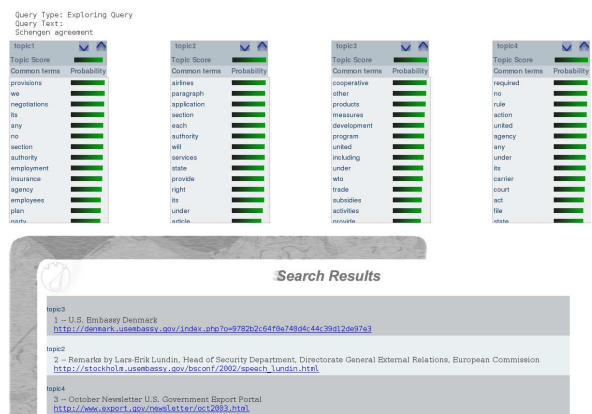 Query Type: Exploring Query
Query Text:
Schengen agreement
topic1
Topic Score
Common terms Probability
provisions
we
negotiations
its
any
no
section
authority
employment
insurance
agency
employees
plan
party
topic2
Topic Score
Common terms Probability
airlines
paragraph
application
section
each
authority
will
services
state
provide
right
its
under
article
topic3
Topic Score
Common terms Probability
cooperative
other
products
measures
development
program
united
including
under
wto
trade
subsidies
activities
provide
topic4
Topic Score
Common terms Probability
required
no
rule
action
united
agency
any
under
its
carrier
court
act
file
state
Search Results
topic3
1 -- U.S. Embassy Denmark
http://denmark.usembassy.gov/index.php?o=9782b2c64f0e740d4c44c39d12de97e3
topic2
2 -- Remarks by Lars-Erik Lundin, Head of Security Department, Directorate General External Relations, European Commission
http://stockholm.usembassy.gov/bsconf/2002/speech_lundin.html
topic4
3 -- October Newsletter U.S. Government Export Portal
http://www.export.gov/newsletter/oct2003.html